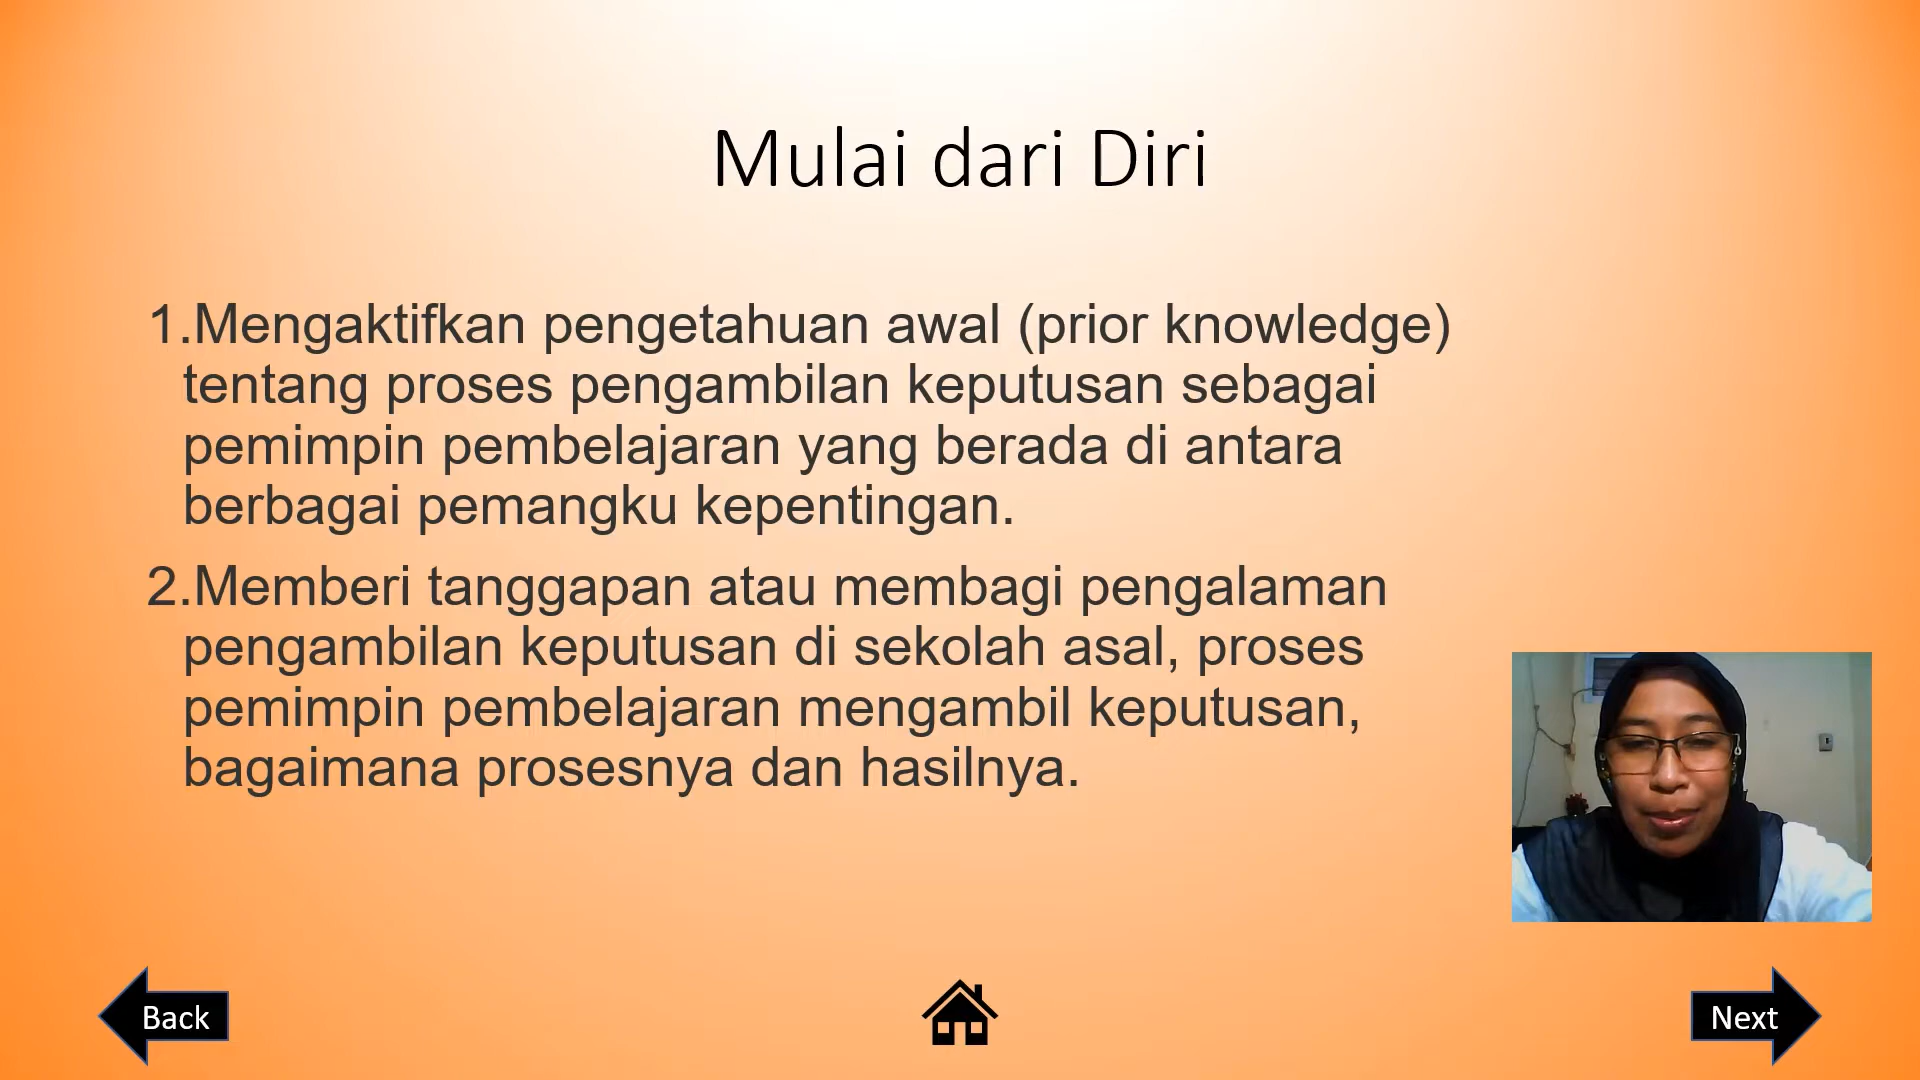 Mulai dari Diri
1.Mengaktifkan pengetahuan awal (prior knowledge)
tentang proses pengambilan keputusan sebagai
pemimpin pembelajaran yang berada di antara
berbagai pemangku kepentingan.
2.Memberi tanggapan atau membagi pengalaman
pengambilan keputusan di sekolah asal, proses
pemimpin pembelajaran mengambil keputusan,
bagaimana prosesnya dan hasilnya.
Back
Next